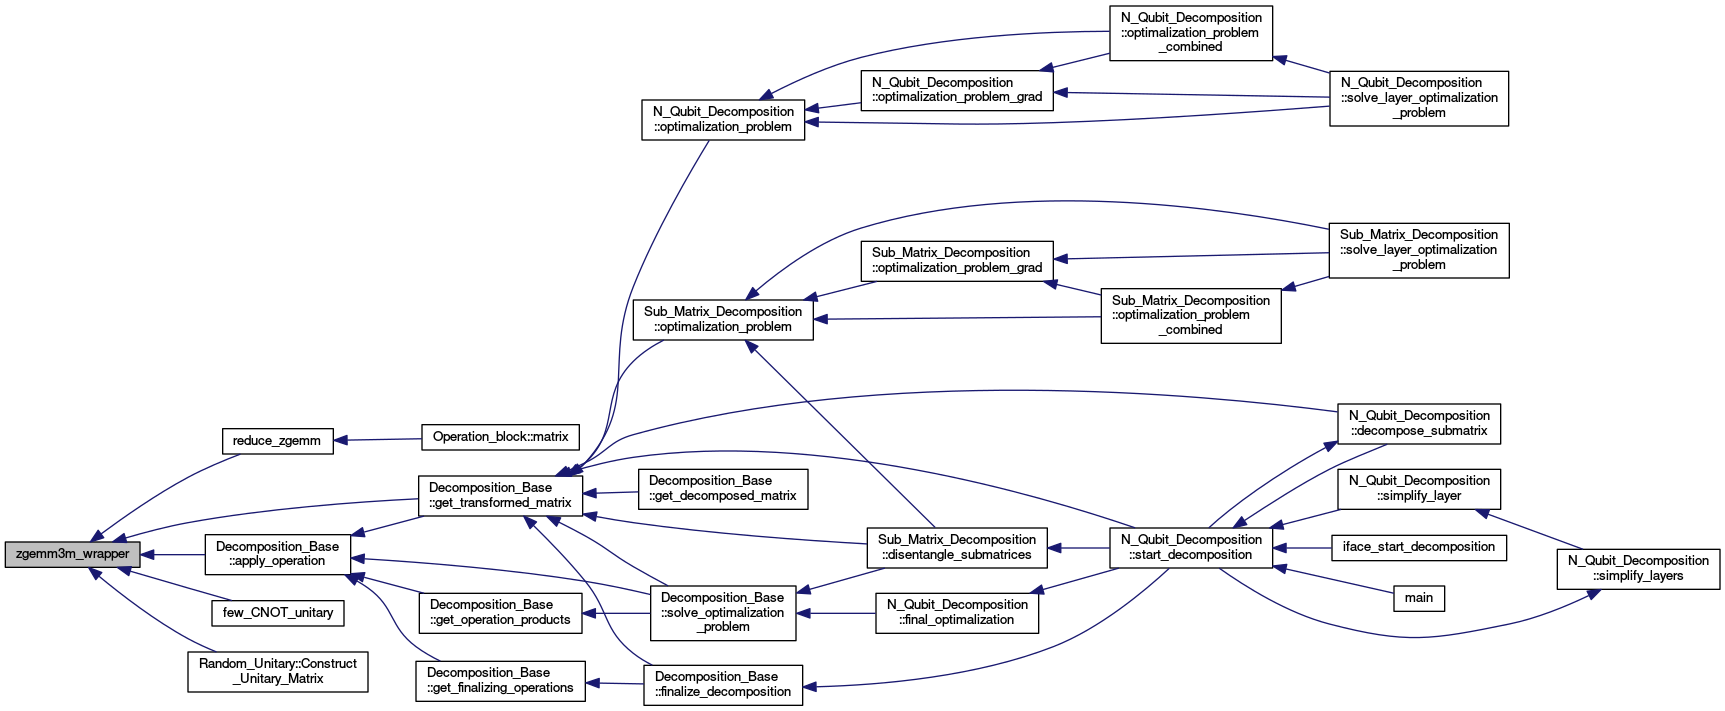 N_Qubit_Decomposition
::optimalization_problem
_combined
N_Qubit_Decomposition
::optimalization_problem_grad
N_Qubit_Decomposition
::solve_layer_optimalization
_problem
N_Qubit_Decomposition
::optimalization_problem
Sub_Matrix_Decomposition
::solve_layer_optimalization
_problem
Sub_Matrix_Decomposition
::optimalization_problem_grad
Sub_Matrix_Decomposition
::optimalization_problem
_combined
Sub_Matrix_Decomposition
::optimalization_problem
N_Qubit_Decomposition
::decompose_submatrix
reduce_zgemm
Operation_block::matrix
Decomposition_Base
::get_transformed_matrix
Decomposition_Base
::get_decomposed_matrix
N_Qubit_Decomposition
::simplify_layer
zgemm3m_wrapper
Decomposition_Base
::apply_operation
Sub_Matrix_Decomposition
::disentangle_submatrices
N_Qubit_Decomposition
::start_decomposition
iface_start_decomposition
N_Qubit_Decomposition
::simplify_layers
few_CNOT_unitary
Decomposition_Base
::get_operation_products
Decomposition_Base
::solve_optimalization
_problem
N_Qubit_Decomposition
::final_optimalization
main
Random_Unitary::Construct
_Unitary_Matrix
Decomposition_Base
::get_finalizing_operations
Decomposition_Base
::finalize_decomposition